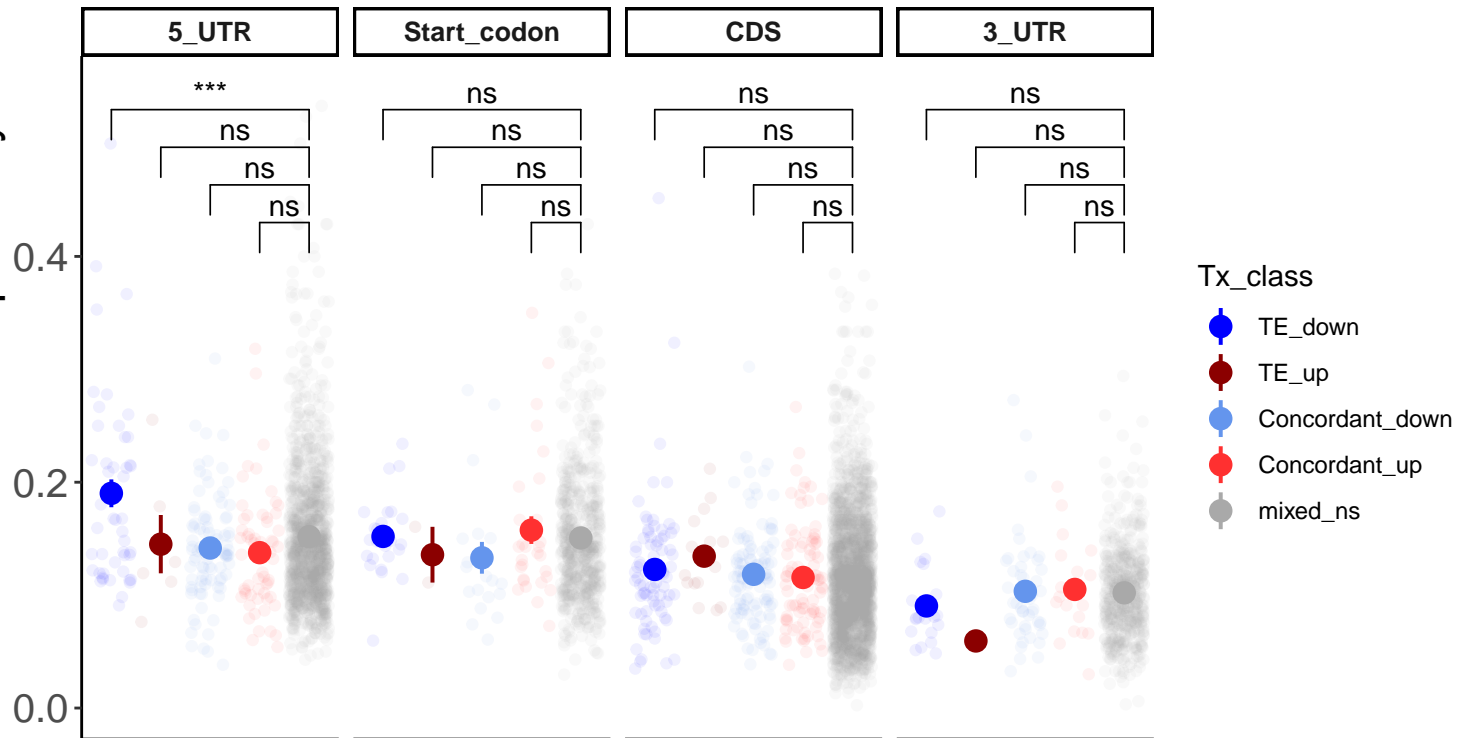 5_UTR Start_codon CDS 3_UTR
*** ns ns ns
ns ns ns ns
ns ns ns ns
ns ns ns ns
0.4
0.2
0.0
Tx_class
TE_down
TE_up
Concordant_down
Concordant_up
mixed_ns